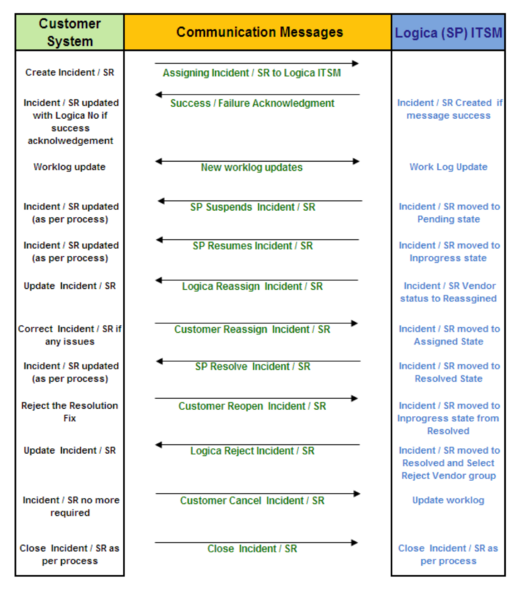 Customer System
Communication Messages
Logica (SP) ITSM
Create Incident / SR
Assigning Incident / SR to Logica ITSM
Incident / SR updated
with Logica No if
success
acknolwedgement
Success / Failure Acknowledgment
Incident / SR Created if
message success
Worklog update
New worklog updates
Work Log Update
Incident / SR updated
(as per process)
SP Suspends Incident / SR
Incident / SR moved to
Pending state
Incident / SR updated
(as per process)
SP Resumes Incident / SR
Incident / SR moved to
Inprogress state
Update Incident / SR
Logica Reassign Incident / SR
Incident / SR Vendor
status to Reassgined
Correct Incident / SR if
any issues
Customer Reassign Incident / SR
Incident / SR moved to
Assigned State
Incident / SR updated
(as per process)
SP Resolve Incident / SR
Incident / SR moved to
Resolved State
Reject the Resolution
Fix
Customer Reopen Incident / SR
Incident / SR moved to
Inprogress state from
Resolved
Update Incident / SR
Logica Reject Incident / SR
Incident / SR moved to
Resolved and Select
Reject Vendor group
Incident / SR no more
required
Customer Cancel Incident / SR
Update worklog
Close Incident / SR as
per process
Close Incident / SR
Close Incident / SR as
per process